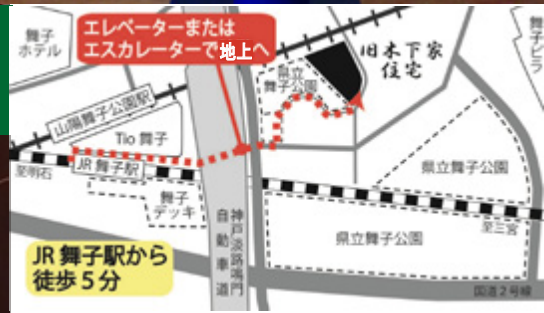 舞子
ホテル
エレベーターまたは
エスカレーターで地上へ
旧木下家
住宅
舞子ビラ
県立
舞子公園
山陽舞子公園駅
Tio 舞子
JR 舞子駅
至明石
舞子
デッキ
県立舞子公園
至三宮
県立舞子公園
神戸淡路鳴門
自動車道
国道2号線
JR 舞子駅から
徒歩5分